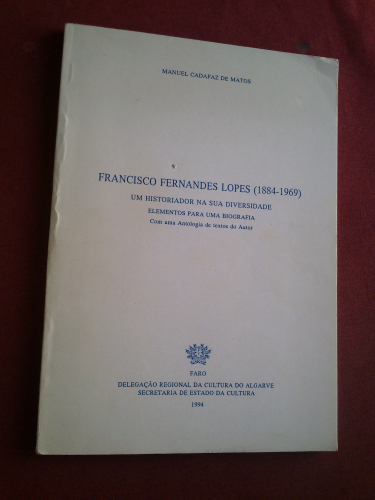 MANUEL CADAFAZ DE MATOS
FRANCISCO FERNANDES LOPES (1884-1969)
UM HISTORIADOR NA SUA DIVERSIDADE
ELEMENTOS PARA UMA BIOGRAFIA
Com uma Antologia de textos do Autor
FARO
DELEGAÇÃO REGIONAL DA CULTURA DO ALGARVE
SECRETARIA DE ESTADO DA CULTURA
1994